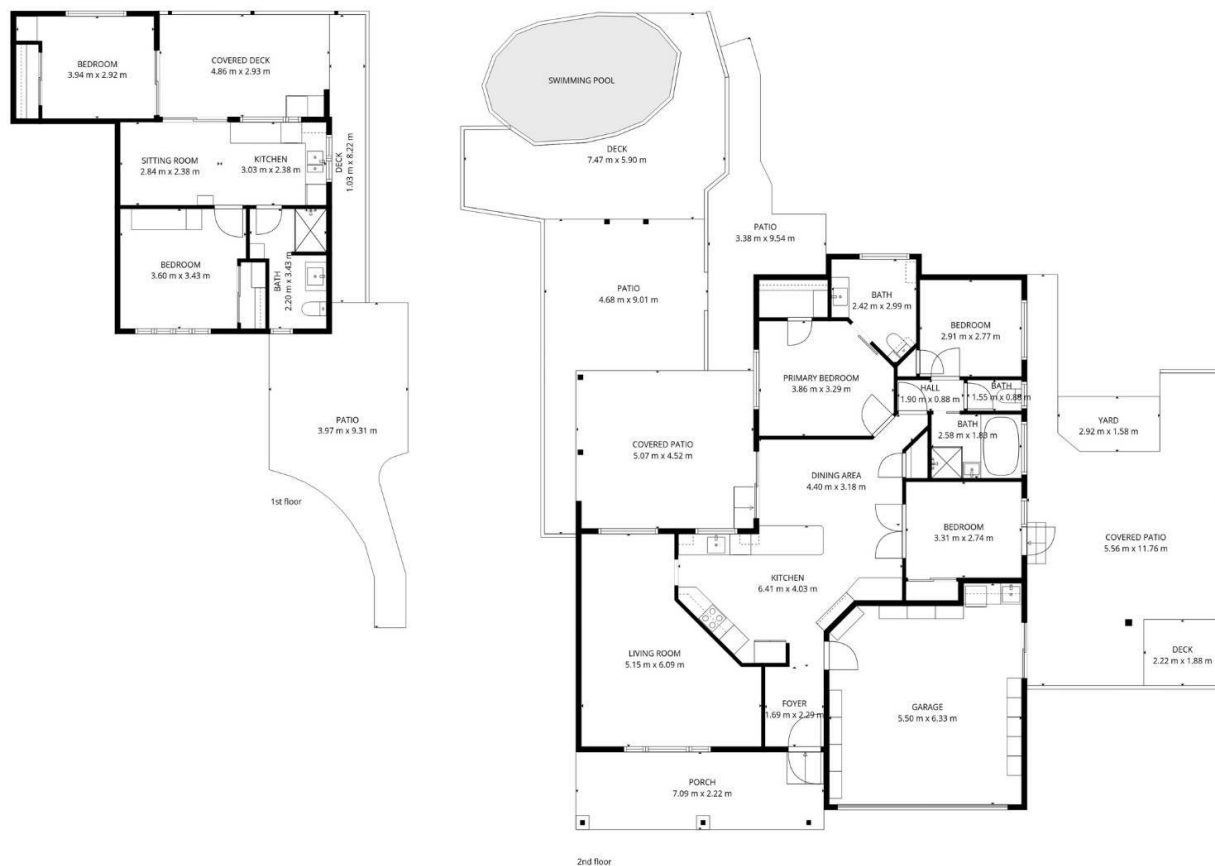 BEDROOM
3.94 m x 2.92 m
COVERED DECK
4.86 m x 2.93 m
SITTING ROOM
2.84 m x 2.38 m
KITCHEN
3.03 m x 2.38 m
DECK
1.03 m x 8.22 m
BEDROOM
3.60 m x 3.43 m
BATH
2.20 m x 3.43 m
PATIO
3.97 m x 9.31 m
1st floor
SWIMMING POOL
DECK
7.47 m x 5.90 m
PATIO
3.38 m x 9.54 m
PATIO
4.68 m x 9.01 m
BATH
2.42 m x 2.99 m
BEDROOM
2.91 m x 2.77 m
PRIMARY BEDROOM
3.86 m x 3.29 m
HALL
1.90 m x 0.88 m
BATH
1.55 m x 0.88 m
BATH
2.58 m x 1.83 m
YARD
2.92 m x 1.58 m
COVERED PATIO
5.07 m x 4.52 m
DINING AREA
4.40 m x 3.18 m
BEDROOM
3.31 m x 2.74 m
COVERED PATIO
5.56 m x 11.76 m
KITCHEN
6.41 m x 4.03 m
LIVING ROOM
5.15 m x 6.09 m
DECK
2.22 m x 1.88 m
FOYER
1.69 m x 2.29 m
GARAGE
5.50 m x 6.33 m
PORCH
7.09 m x 2.22 m
2nd floor